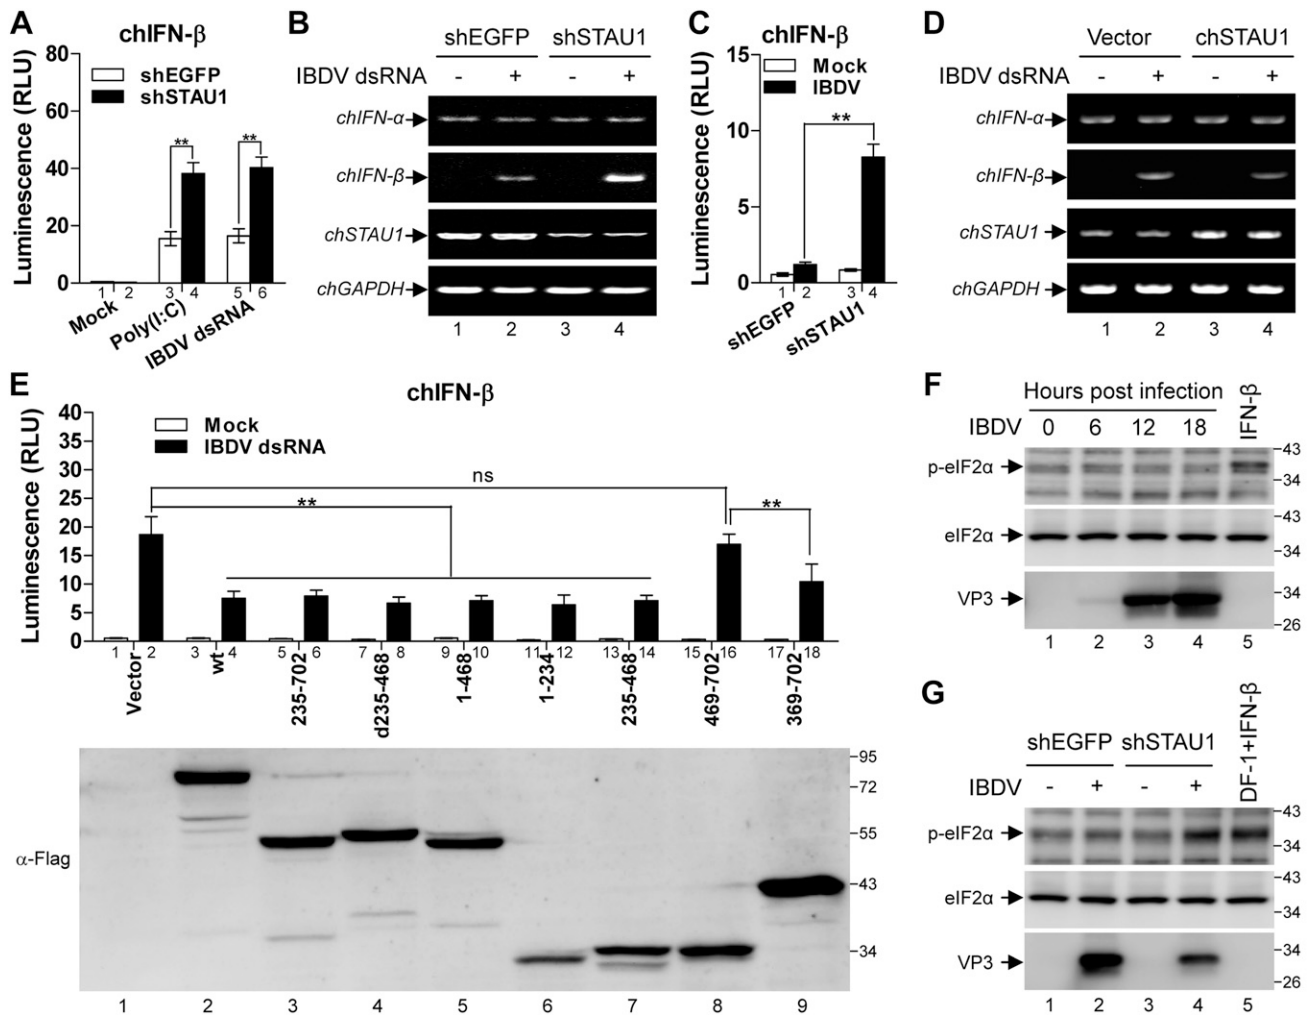 A
chIFN-β
Luminescence (RLU)
80
60
40
20
0
shEGFP
shSTAU1
**
**
1 2 3 4 5 6
Mock
Poly(I:C)
IBDV dsRNA
B
shEGFP shSTAU1
IBDV dsRNA - + - +
chIFN-α
chIFN-β
chSTAU1
chGAPDH
1 2 3 4
C
chIFN-β
Luminescence (RLU)
15
10
5
0
Mock
IBDV
**
1 2 3 4
shEGFP
shSTAU1
D
Vector chSTAU1
IBDV dsRNA - + - +
chIFN-α
chIFN-β
chSTAU1
chGAPDH
1 2 3 4
E
chIFN-β
Luminescence (RLU)
40
35
30
25
20
15
10
5
0
Mock
IBDV dsRNA
ns
**
**
1 2 3 4 5 6 7 8 9 10 11 12 13 14 15 16 17 18
Vector
wt
235-702
d235-468
1-468
1-234
235-468
469-702
369-702
α-Flag
95
72
55
43
34
1 2 3 4 5 6 7 8 9
F
Hours post infection
IBDV 0 6 12 18
IFN-β
p-eIF2α
43
34
eIF2α
43
34
VP3
34
26
1 2 3 4 5
G
shEGFP shSTAU1
DF-1+IFN-β
IBDV - + - +
p-eIF2α
43
34
eIF2α
43
34
VP3
34
26
1 2 3 4 5